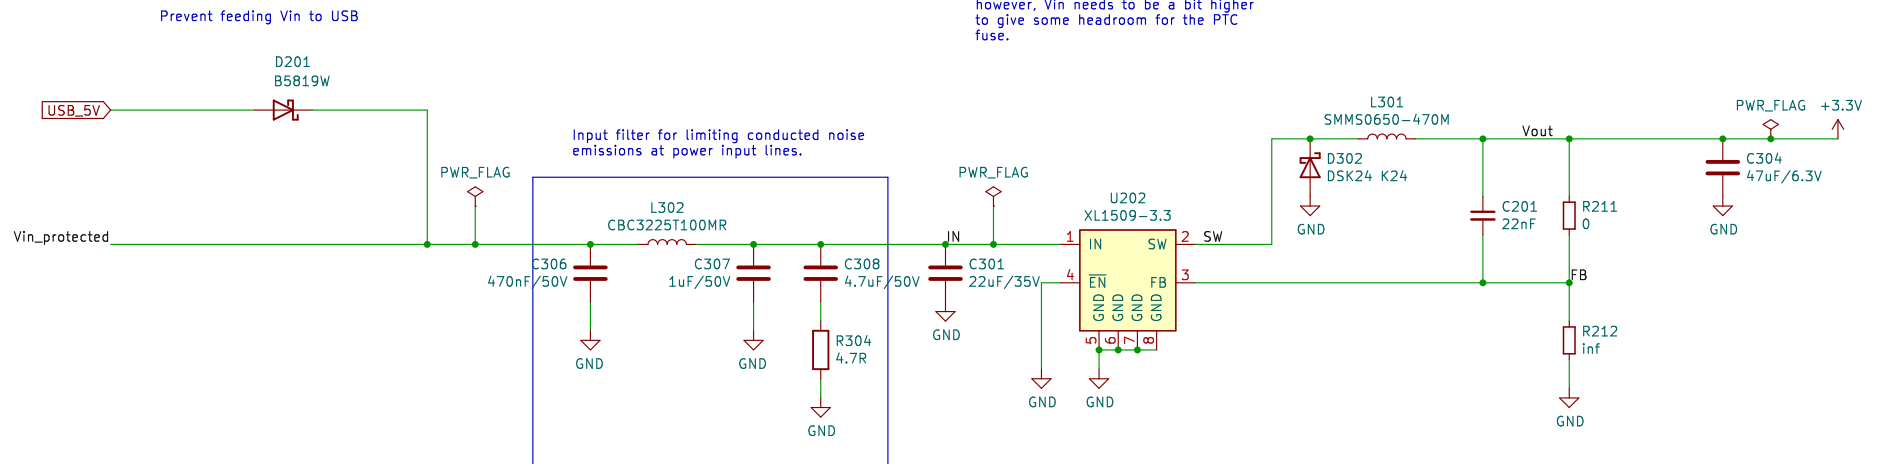 however, Vin needs to be a bit higher
to give some headroom for the PTC
fuse.
Prevent feeding Vin to USB
D201
B5819W
USB_5V
Input filter for limiting conducted noise
emissions at power input lines.
PWR_FLAG
Vin_protected
L302
CBC3225T100MR
C306
470nF/50V
GND
C307
1uF/50V
GND
C308
4.7uF/50V
R304
4.7R
GND
IN
PWR_FLAG
C301
22uF/35V
GND
U202
XL1509-3.3
1
IN
SW
2
SW
4
EN
FB
3
GND
GND
GND
GND
5
6
7
8
GND
GND
L301
SMMS0650-470M
D302
DSK24 K24
GND
Vout
C201
22nF
R211
0
FB
R212
inf
GND
PWR_FLAG
+3.3V
C304
47uF/6.3V
GND